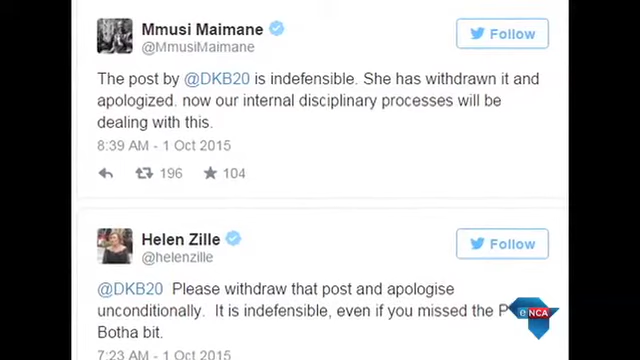 Mmusi Maimane
@MmusiMaimane
Follow
The post by @DKB20 is indefensible. She has withdrawn it and
apologized. now our internal disciplinary processes will be
dealing with this.
8:39 AM - 1 Oct 2015
196 104
Helen Zille
@helenzille
Follow
@DKB20 Please withdraw that post and apologise
unconditionally. It is indefensible, even if you missed the
Botha bit.
7:23 AM - 1 Oct 2015
eNCA